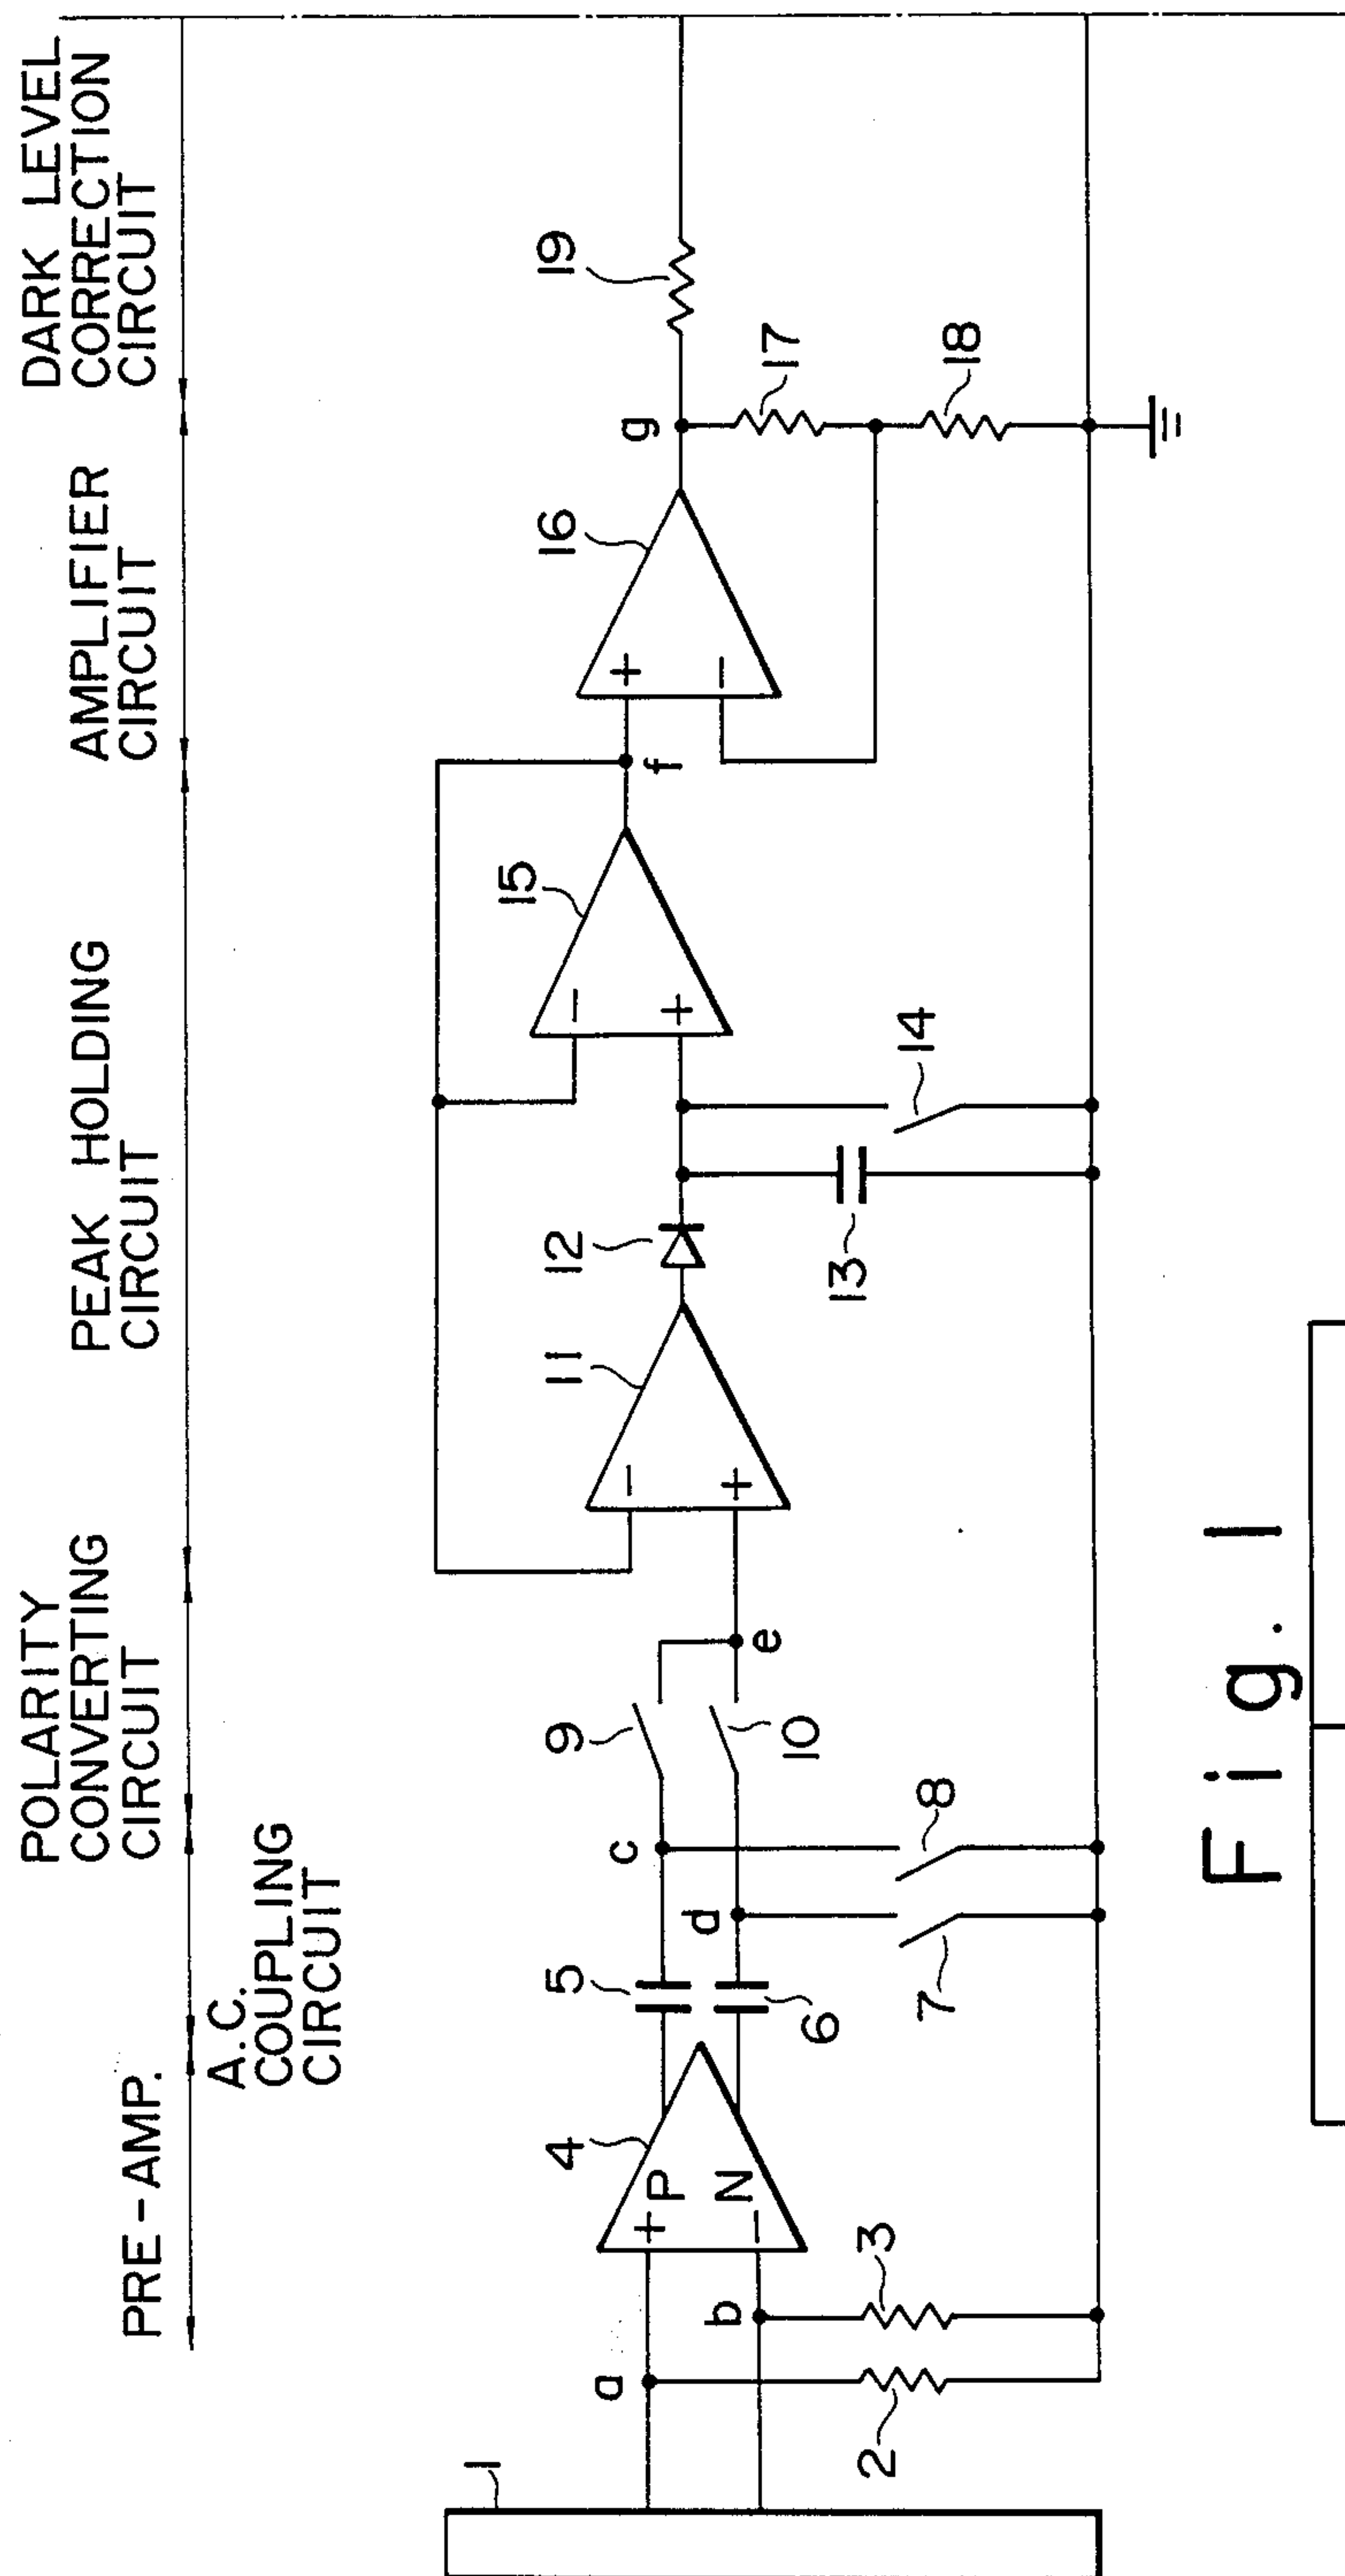 PRE-AMP.
A.C.
COUPLING
CIRCUIT
POLARITY
CONVERTING
CIRCUIT
PEAK HOLDING
CIRCUIT
AMPLIFIER
CIRCUIT
DARK LEVEL
CORRECTION
CIRCUIT
1
a
2
b
3
4
+ P
- N
5
6
c
d
7
8
9
10
e
11
-
+
12
13
14
15
-
+
f
16
+
-
g
17
18
19
Fig. 1